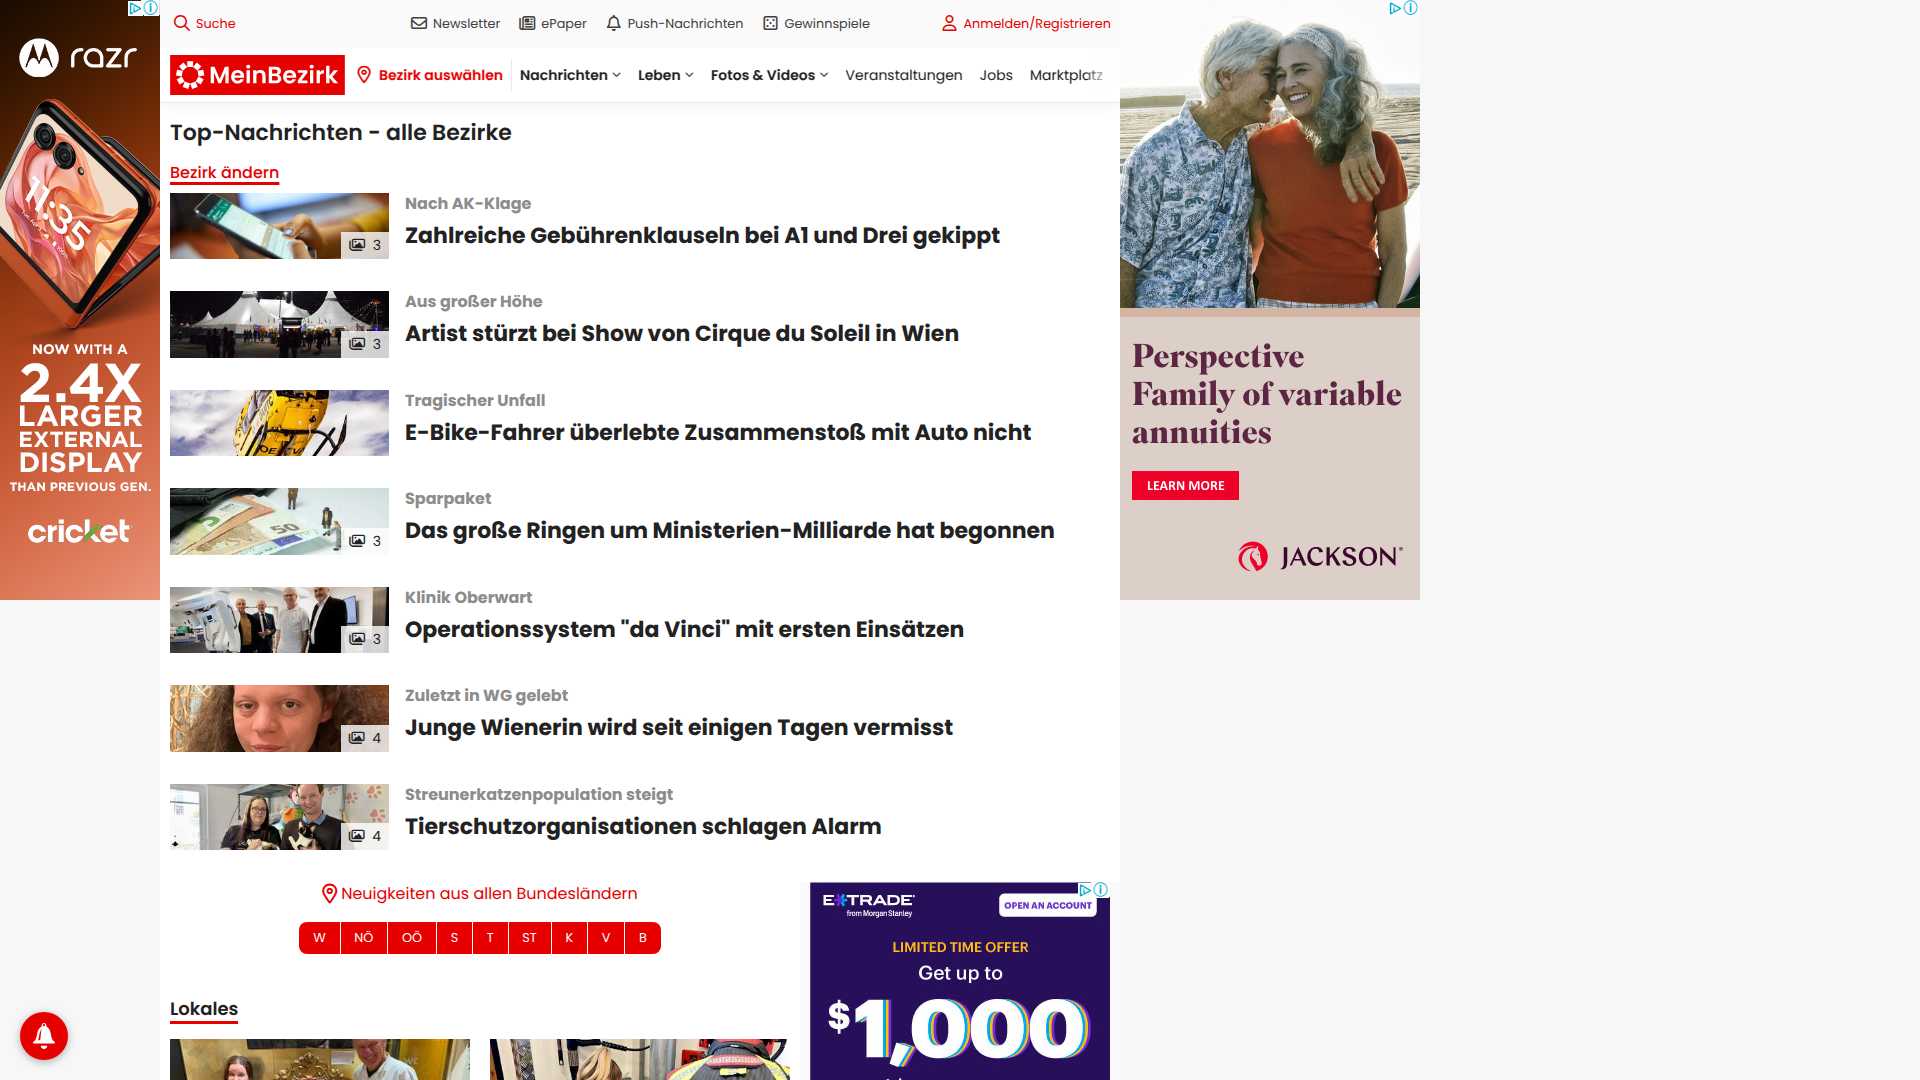 razr
11:35
NOW WITH A
2.4X
LARGER
EXTERNAL
DISPLAY
THAN PREVIOUS GEN.
cricket
Suche
Newsletter
ePaper
Push-Nachrichten
Gewinnspiele
Anmelden/Registrieren
MeinBezirk
Bezirk auswählen
Nachrichten
Leben
Fotos & Videos
Veranstaltungen
Jobs
Marktplatz
Top-Nachrichten - alle Bezirke
Bezirk ändern
Nach AK-Klage
Zahlreiche Gebührenklauseln bei A1 und Drei gekippt
3
Aus großer Höhe
Artist stürzt bei Show von Cirque du Soleil in Wien
3
Tragischer Unfall
E-Bike-Fahrer überlebte Zusammenstoß mit Auto nicht
Sparpaket
Das große Ringen um Ministerien-Milliarde hat begonnen
50
3
Klinik Oberwart
Operationssystem "da Vinci" mit ersten Einsätzen
3
Zuletzt in WG gelebt
Junge Wienerin wird seit einigen Tagen vermisst
4
Streunerkatzenpopulation steigt
Tierschutzorganisationen schlagen Alarm
4
Neuigkeiten aus allen Bundesländern
W NÖ OÖ S T ST K V B
Lokales
Perspective
Family of variable
annuities
LEARN MORE
JACKSON
E*TRADE
from Morgan Stanley
OPEN AN ACCOUNT
LIMITED TIME OFFER
Get up to
$1,000